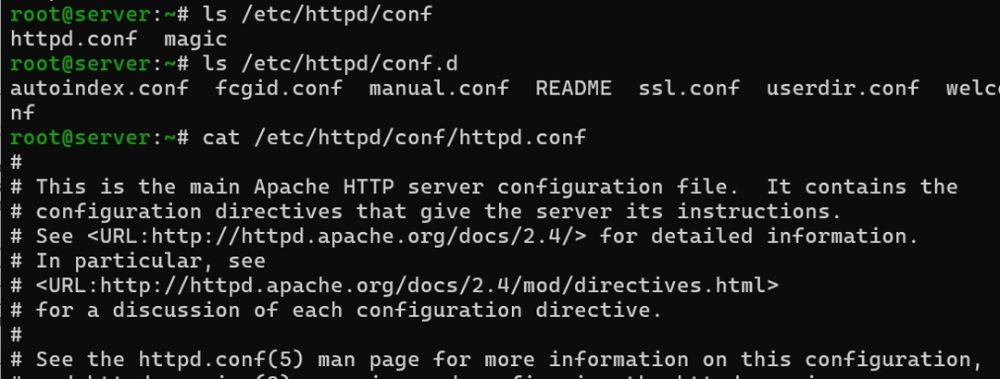 root@server:~# ls /etc/httpd/conf
httpd.conf  magic
root@server:~# ls /etc/httpd/conf.d
autoindex.conf  fcgid.conf  manual.conf  README  ssl.conf  userdir.conf
nf
root@server:~# cat /etc/httpd/conf/httpd.conf
#
# This is the main Apache HTTP server configuration file.  It contains the
# configuration directives that give the server its instructions.
# See <URL:http://httpd.apache.org/docs/2.4/> for detailed information.
# In particular, see
# <URL:http://httpd.apache.org/docs/2.4/mod/directives.html>
# for a discussion of each configuration directive.
#
# See the httpd.conf(5) man page for more information on this configuration,